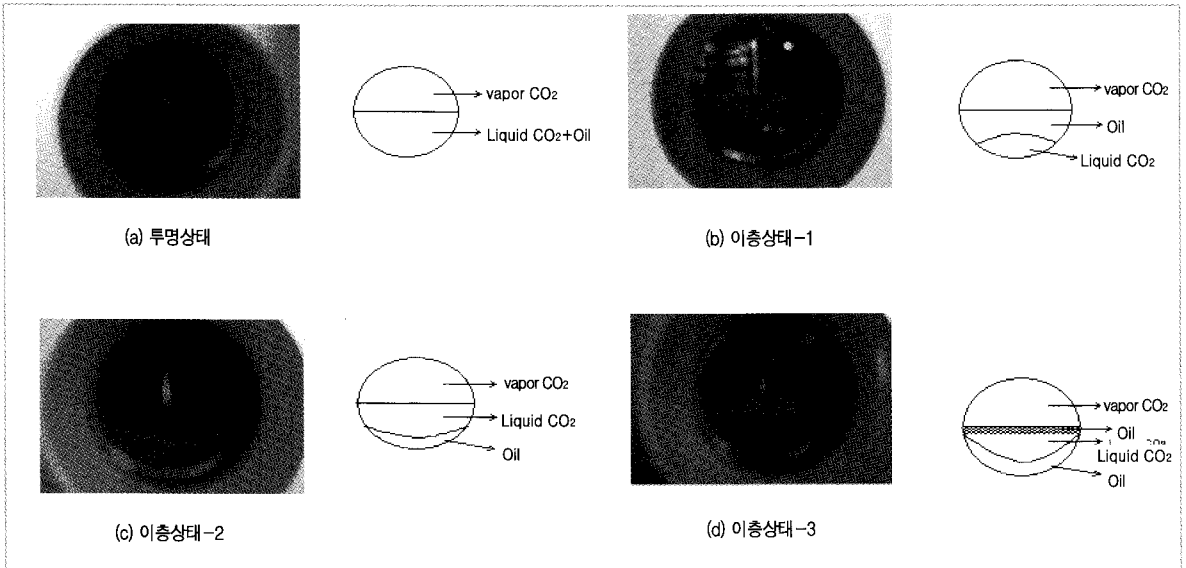 vapor CO₂
Liquid CO₂+Oil
(a) 투명상태
vapor CO₂
Oil
Liquid CO₂
(b) 이층상태-1
vapor CO₂
Liquid CO₂
Oil
(c) 이층상태-2
vapor CO₂
Oil
Liquid CO₂
Oil
(d) 이층상태-3